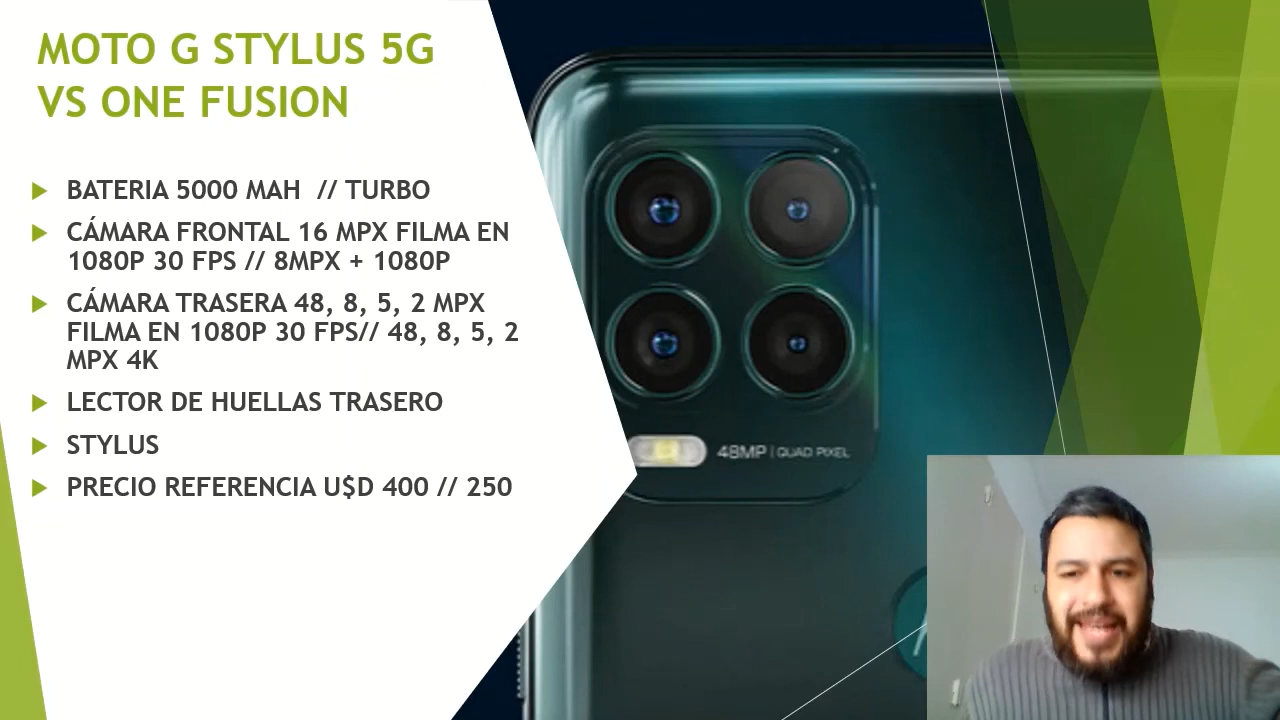 MOTO G STYLUS 5G
VS ONE FUSION
BATERIA 5000 MAH // TURBO
CÁMARA FRONTAL 16 MPX FILMA EN
1080P 30 FPS // 8MPX + 1080P
CÁMARA TRASERA 48, 8, 5, 2 MPX
FILMA EN 1080P 30 FPS// 48, 8, 5, 2
MPX 4K
LECTOR DE HUELLAS TRASERO
STYLUS
PRECIO REFERENCIA U$D 400 // 250
48MP | QUAD PIXEL